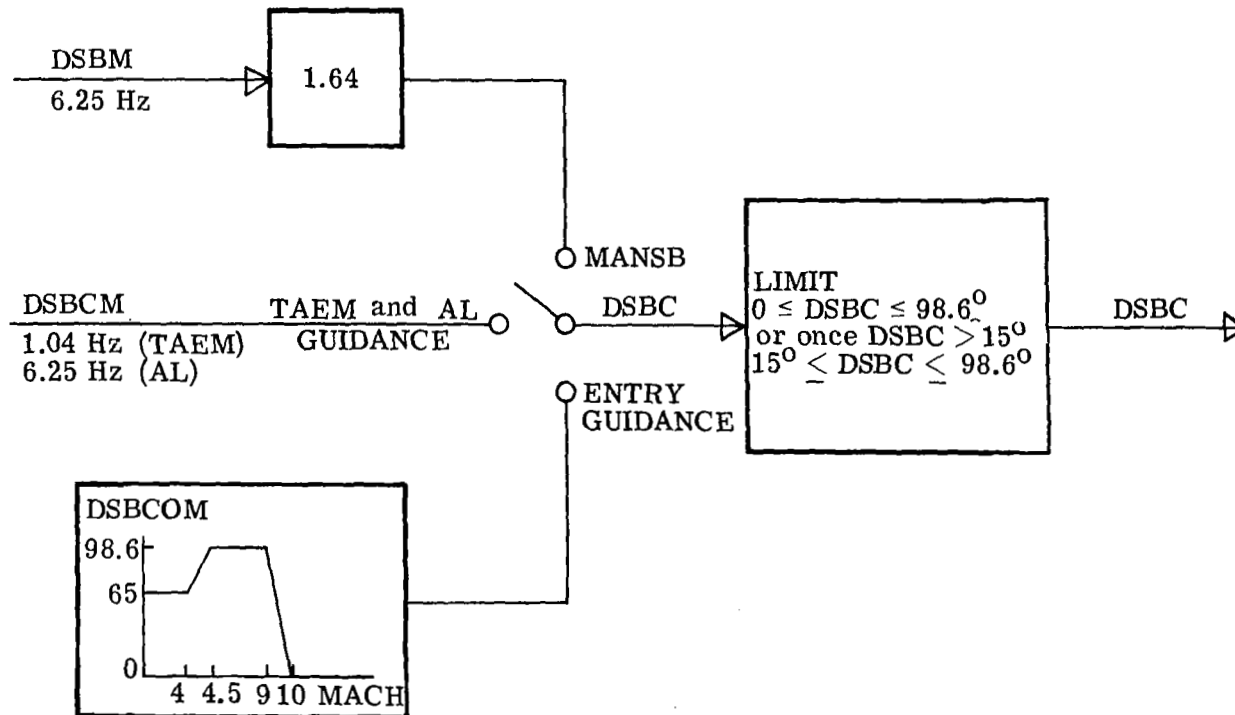 DSBM
6.25 Hz
1.64
MANSB
DSBCM
1.04 Hz (TAEM)
6.25 Hz (AL)
TAEM and AL
GUIDANCE
DSBC
LIMIT
0 ≤ DSBC ≤ 98.6°
or once DSBC > 15°
15° ≤ DSBC ≤ 98.6°
DSBC
ENTRY
GUIDANCE
DSBCOM
98.6
65
0
4 4.5 9 10 MACH